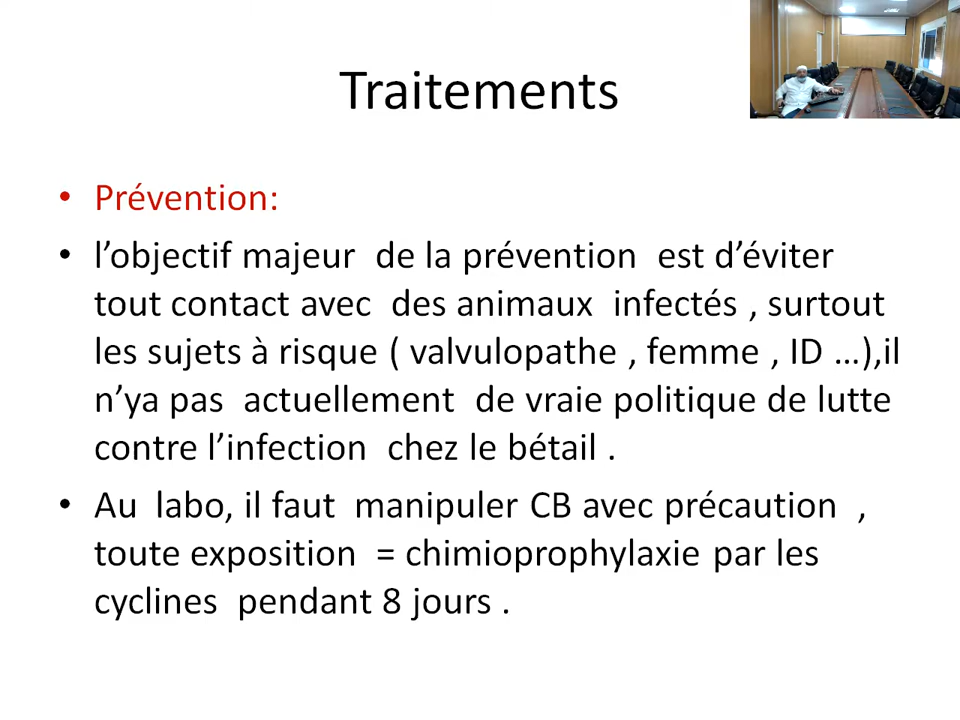 Traitements
• Prévention:
• l’objectif majeur de la prévention est d’éviter
tout contact avec des animaux infectés , surtout
les sujets à risque ( valvulopathe , femme , ID …),il
n’ya pas actuellement de vraie politique de lutte
contre l’infection chez le bétail .
• Au labo, il faut manipuler CB avec précaution ,
toute exposition = chimioprophylaxie par les
cyclines pendant 8 jours .